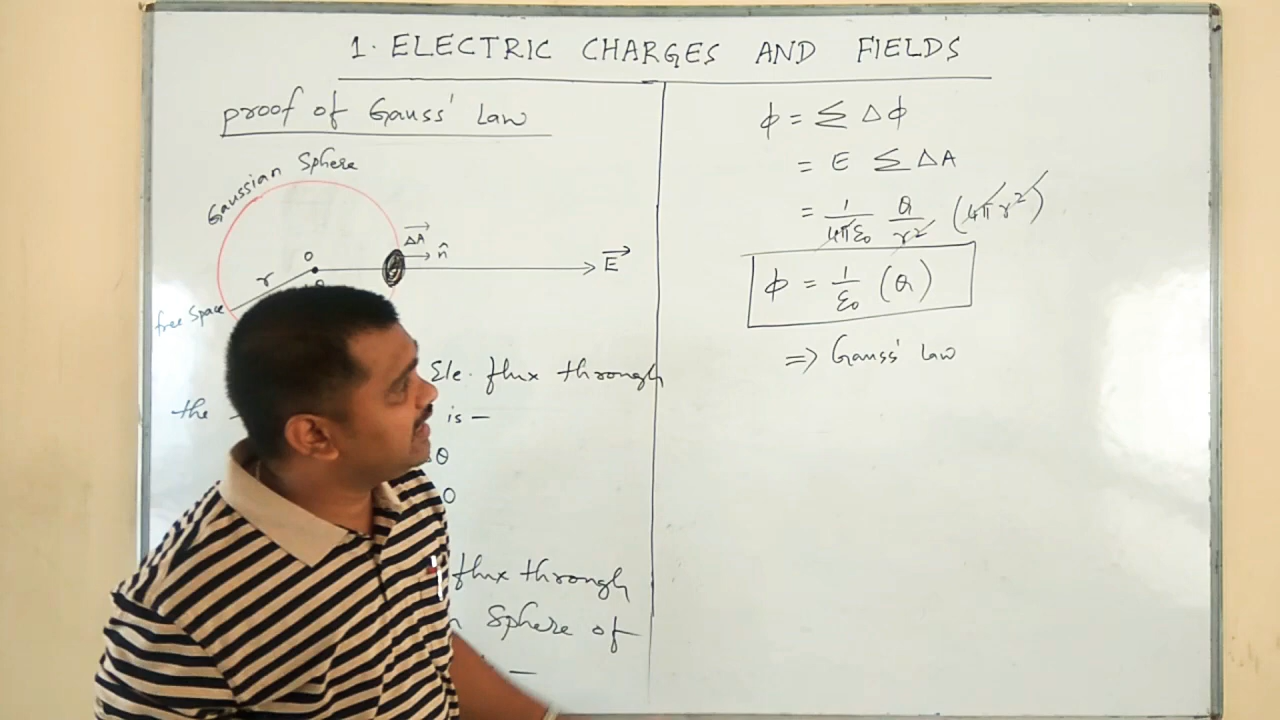 1. ELECTRIC CHARGES AND FIELDS
proof of Gauss' Law
Gaussian Sphere
ΔA
n̂
O
r
E
free Space
Ele. flux through
the
is —
θ
0
flux through
Sphere of
—
ϕ = Σ Δϕ
= E Σ ΔA
= 1/4πε₀ Q/r² (4πr²)
ϕ = 1/ε₀ (Q)
=> Gauss' Law